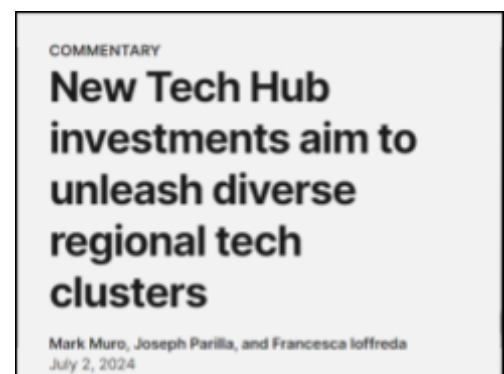 COMMENTARY
New Tech Hub
investments aim to
unleash diverse
regional tech
clusters
Mark Muro, Joseph Parilla, and Francesca Ioffreda
July 2, 2024